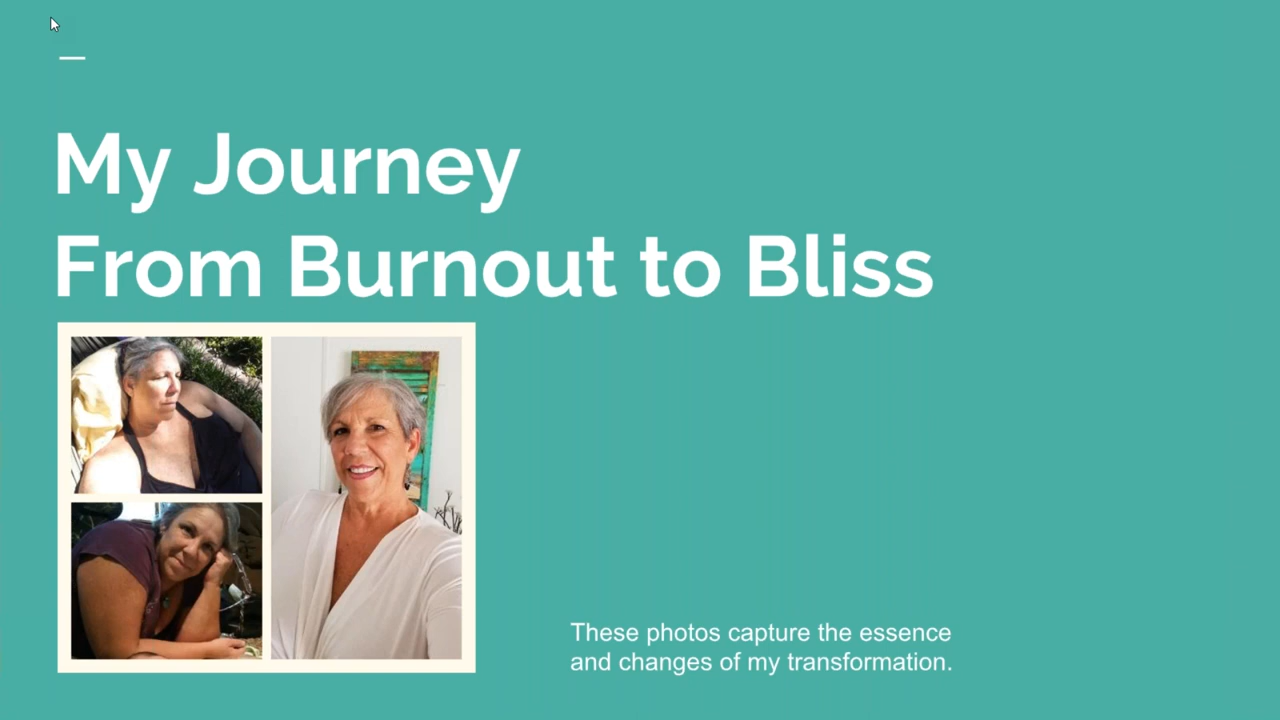 My Journey
From Burnout to Bliss
These photos capture the essence
and changes of my transformation.